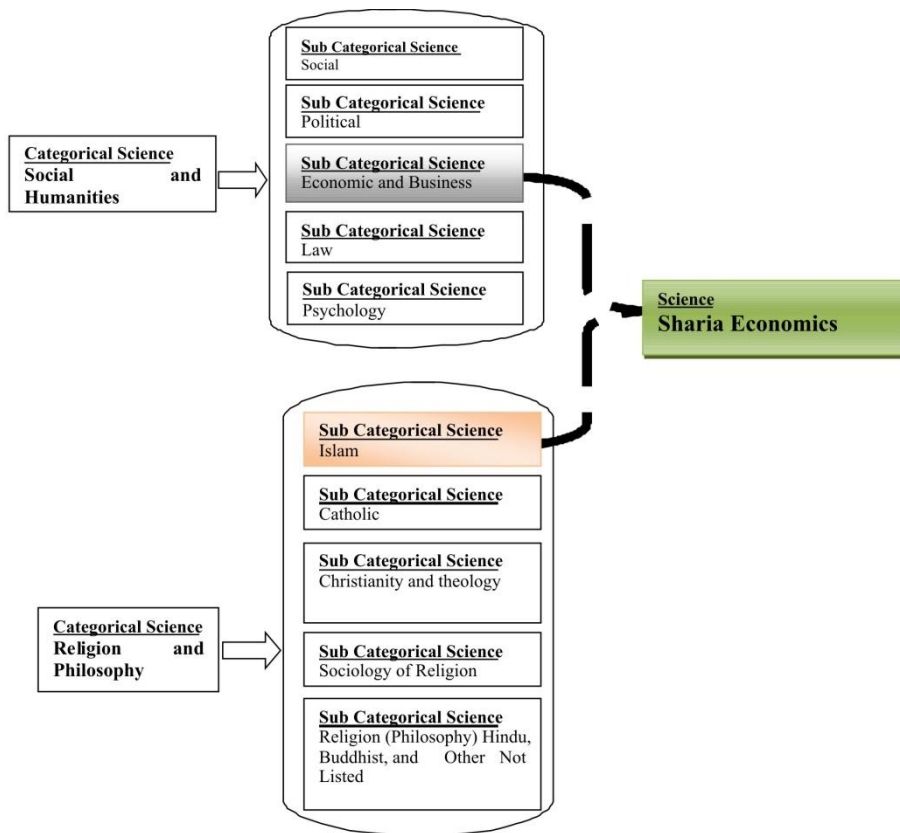 Sub Categorical Science
Social
Sub Categorical Science
Political
Categorical Science
Social and
Humanities
Sub Categorical Science
Economic and Business
Sub Categorical Science
Law
Sub Categorical Science
Psychology
Science
Sharia Economics
Sub Categorical Science
Islam
Sub Categorical Science
Catholic
Sub Categorical Science
Christianity and theology
Categorical Science
Religion and
Philosophy
Sub Categorical Science
Sociology of Religion
Sub Categorical Science
Religion (Philosophy) Hindu,
Buddhist, and Other Not
Listed